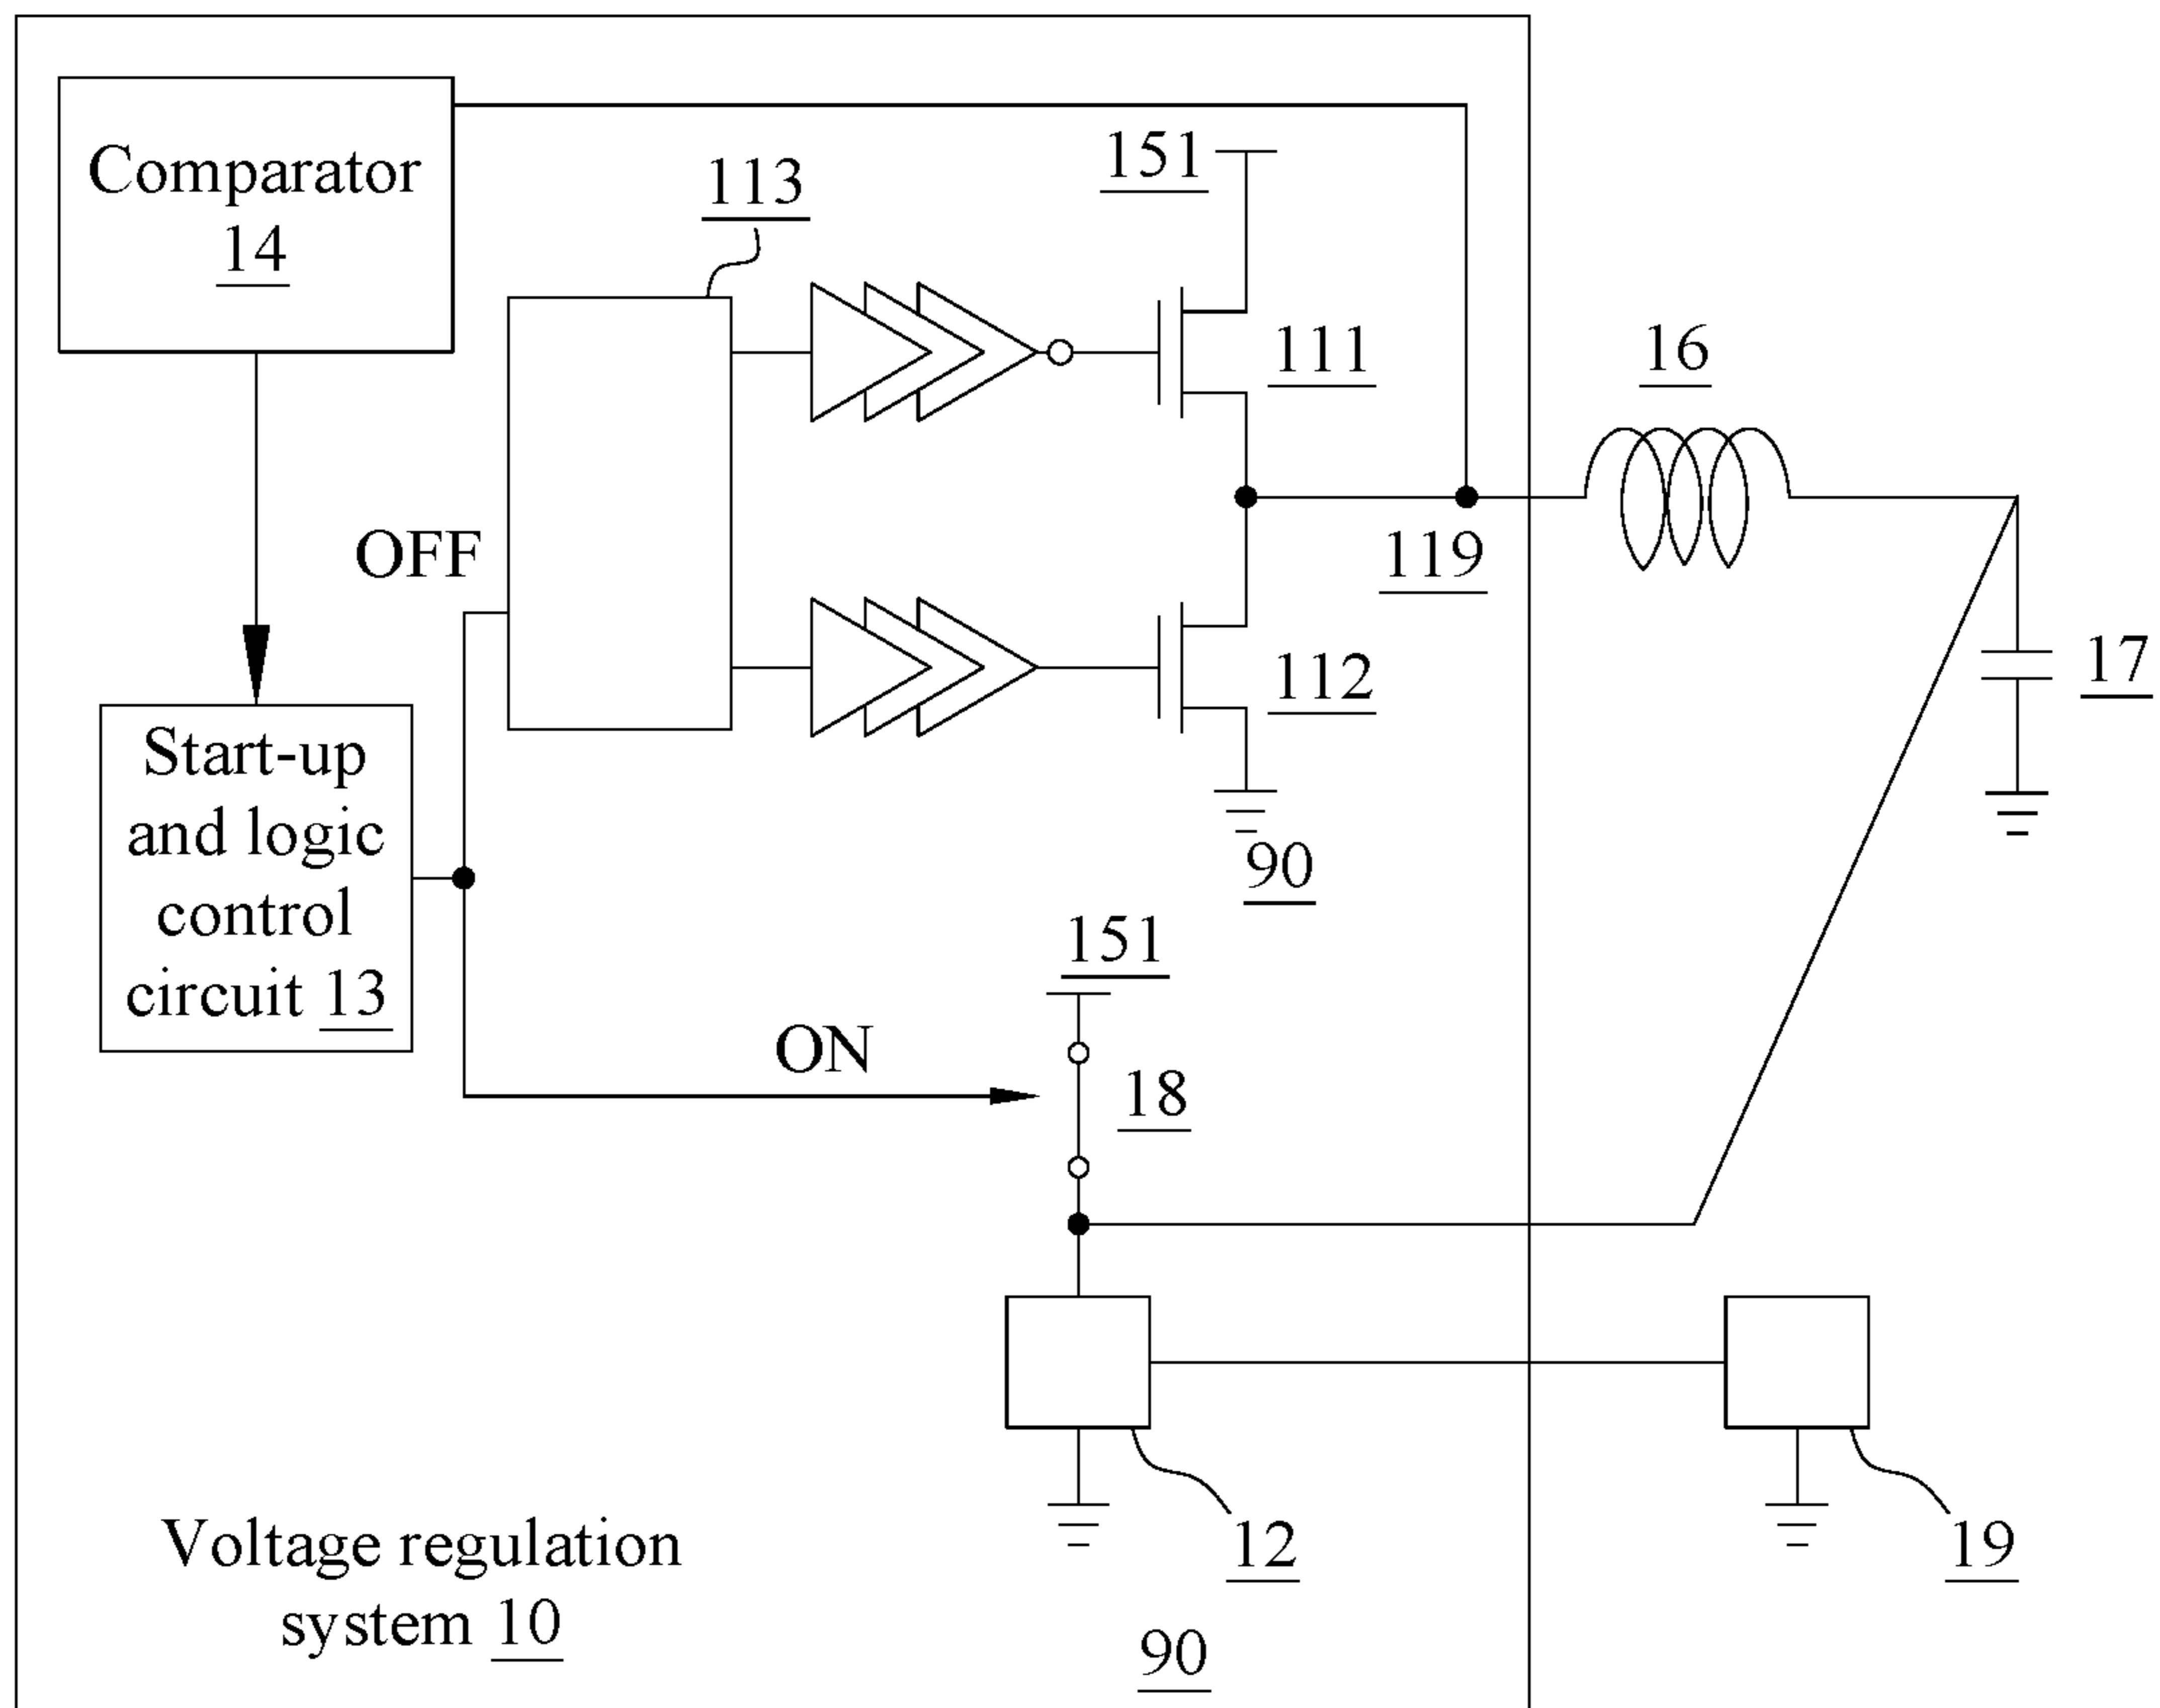 Comparator
14
113
151
111
16
OFF
119
112
17
Start-up
and logic
control
circuit 13
90
151
ON
18
12
19
Voltage regulation
system 10
90